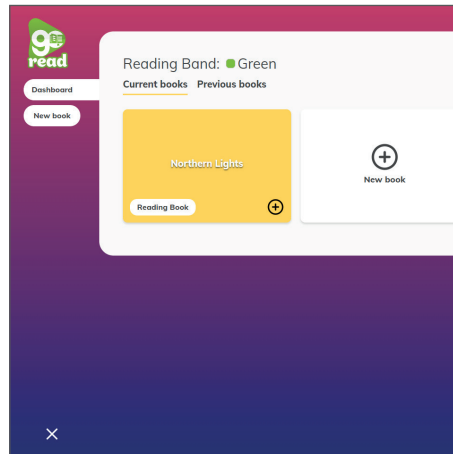 go
read
Dashboard
New book
Reading Band: Green
Current books Previous books
Northern Lights
Reading Book
New book